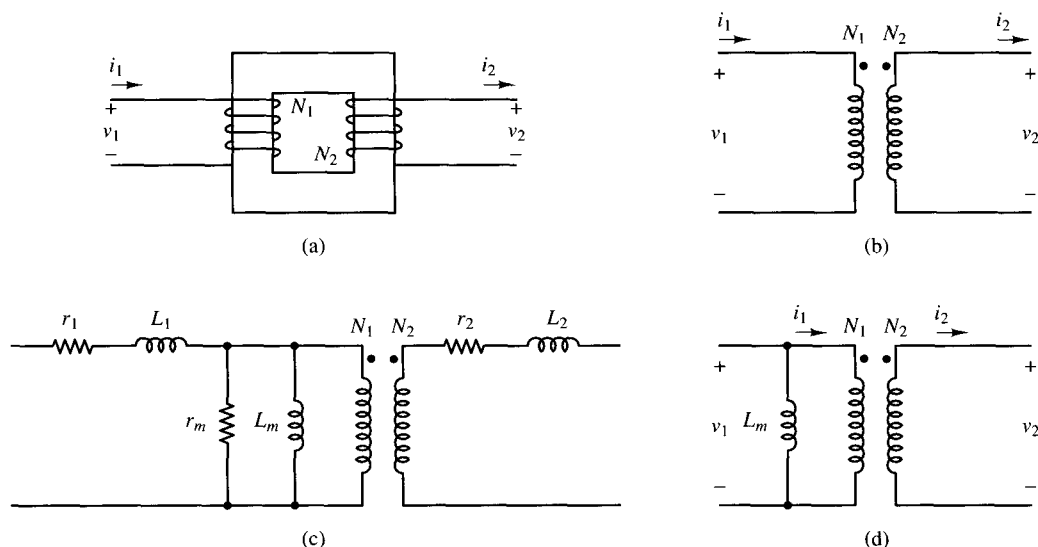 i₁
i₂
+
+
N₁
v₁
v₂
N₂
−
−
(a)
i₁
N₁ N₂
i₂
+
+
v₁
v₂
−
−
(b)
r₁
L₁
N₁ N₂
r₂
L₂
rₘ
Lₘ
(c)
i₁
N₁ N₂
i₂
+
+
v₁
Lₘ
v₂
−
−
(d)